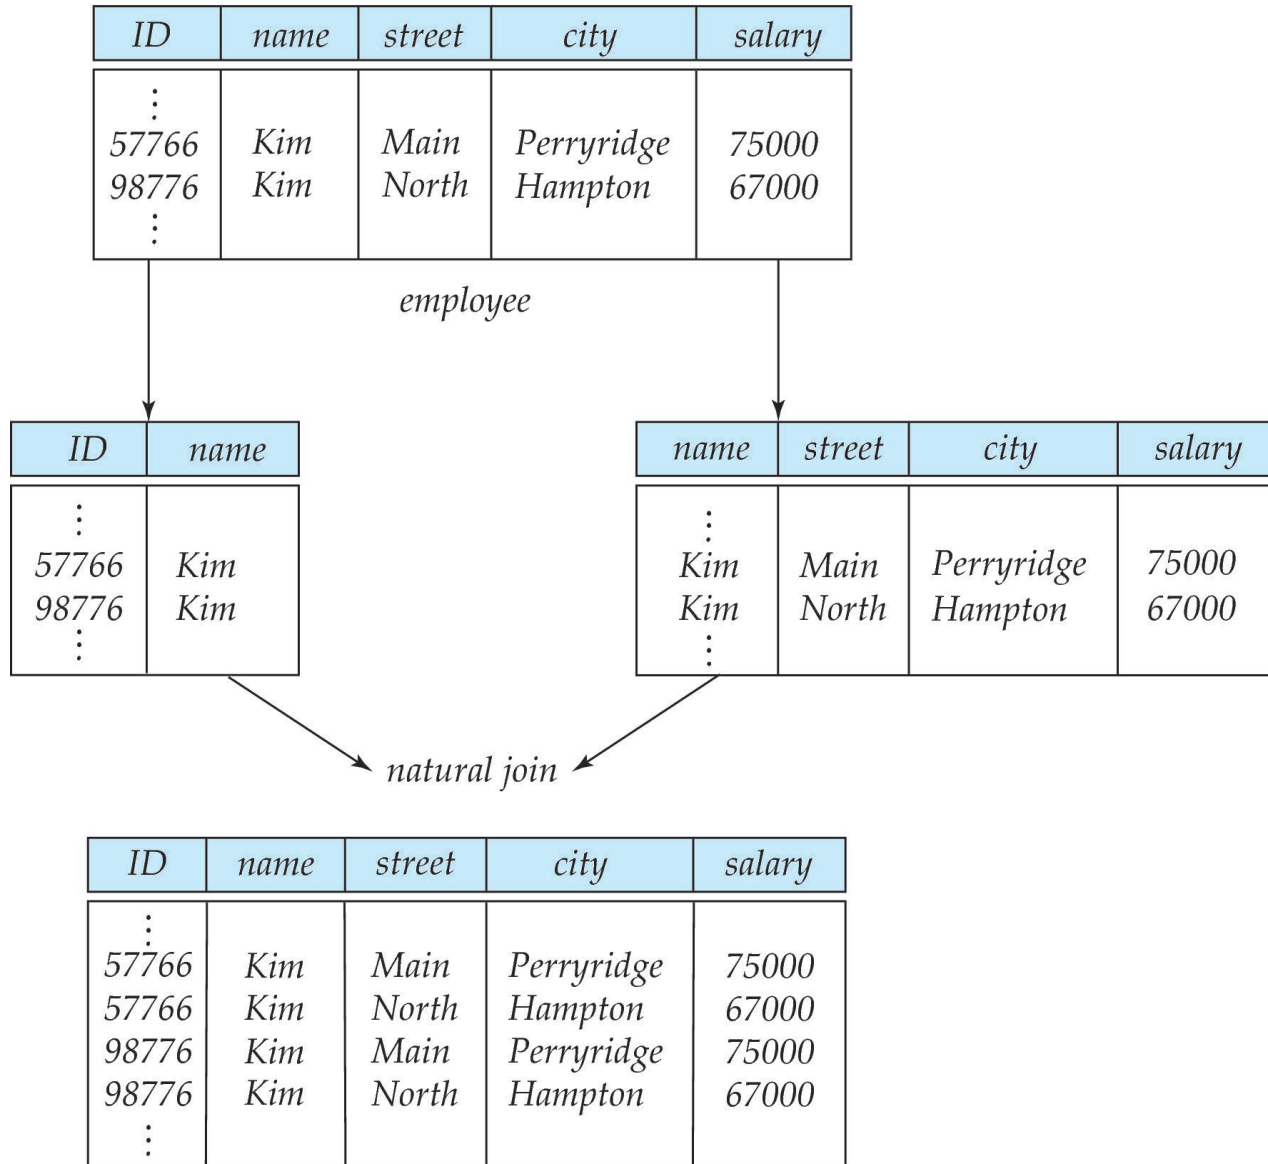 ID name street city salary
⋮
57766 Kim Main Perryridge 75000
98776 Kim North Hampton 67000
⋮
employee
ID name
⋮
57766 Kim
98776 Kim
⋮
name street city salary
⋮
Kim Main Perryridge 75000
Kim North Hampton 67000
⋮
natural join
ID name street city salary
⋮
57766 Kim Main Perryridge 75000
57766 Kim North Hampton 67000
98776 Kim Main Perryridge 75000
98776 Kim North Hampton 67000
⋮